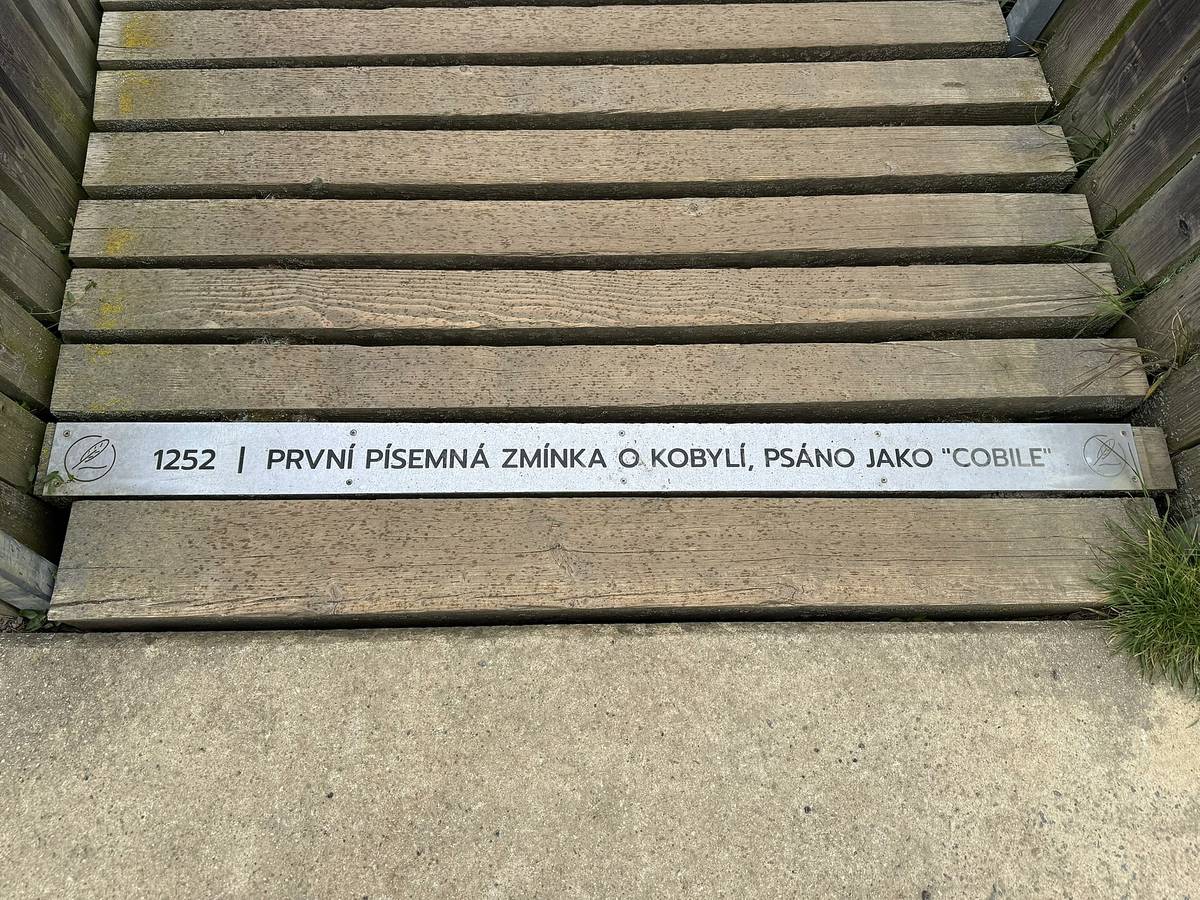 1252 | PRVNÍ PÍSEMNÁ ZMÍNKA O KOBYLÍ, PSÁNO JAKO "COBILE"